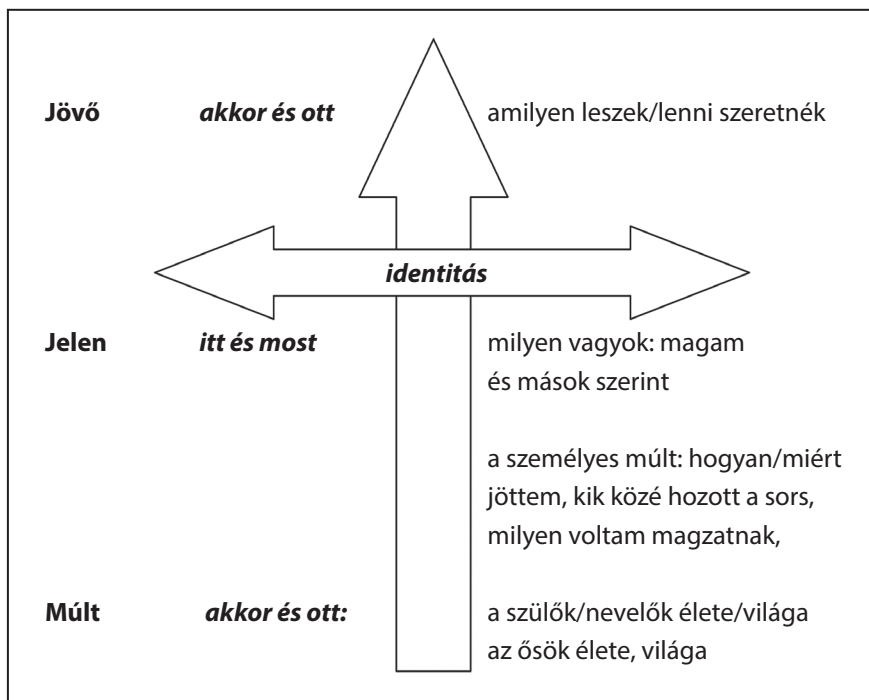 Jövő akkor és ott amilyen leszek/lenni szeretnék
identitás
Jelen itt és most milyen vagyok: magam
és mások szerint
a személyes múlt: hogyan/miért
jöttem, kik közé hozott a sors,
milyen voltam magzatnak,
Múlt akkor és ott: a szülők/nevelők élete/világa
az ősök élete, világa